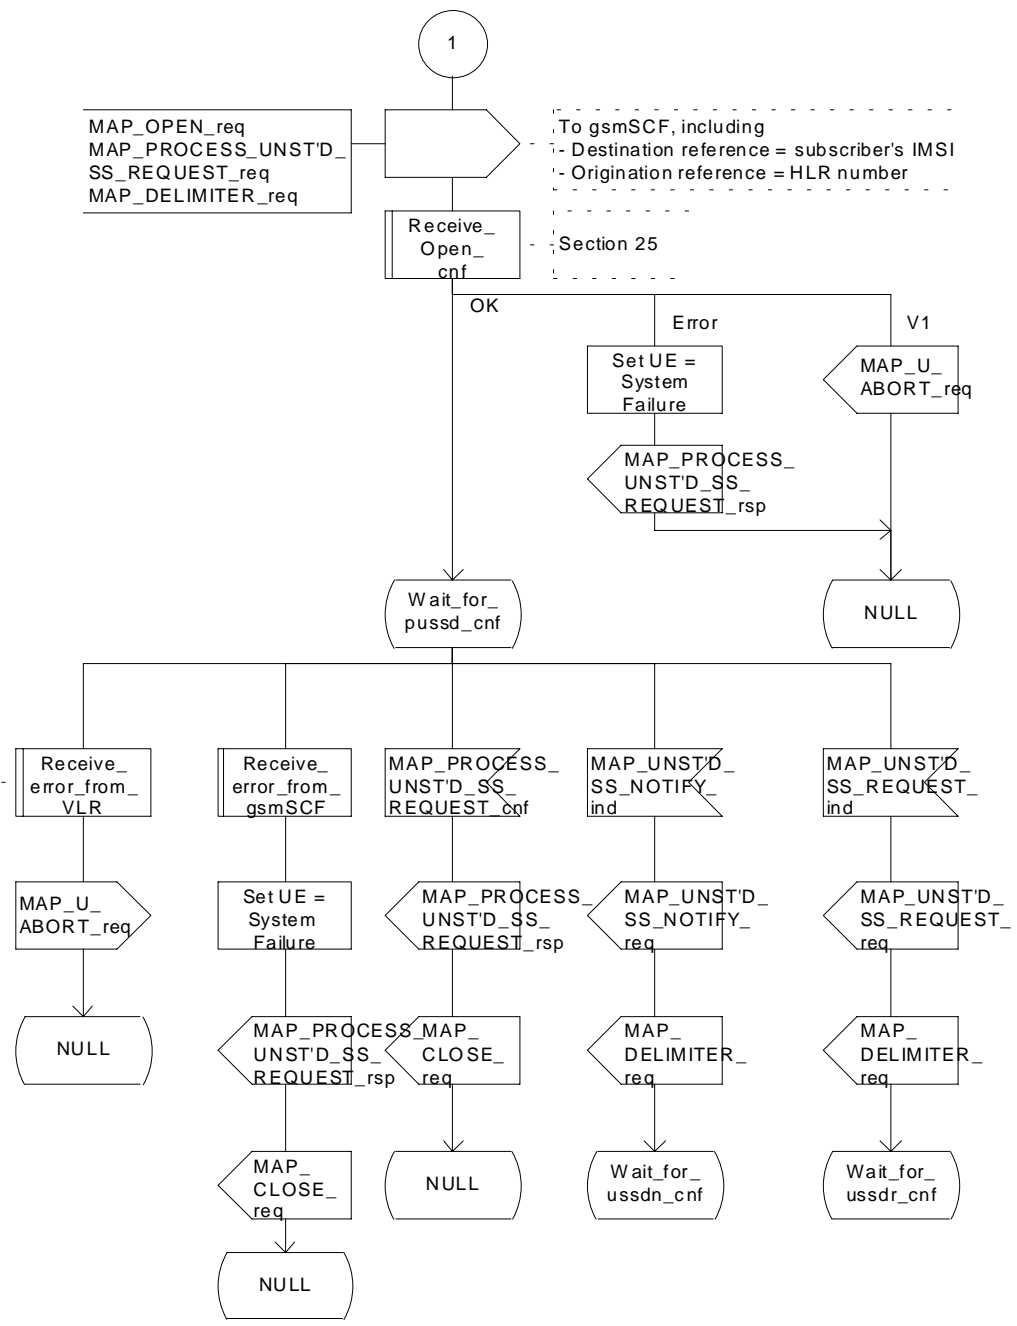 1
MAP_OPEN_req
MAP_PROCESS_UNST'D_
SS_REQUEST_req
MAP_DELIMITER_req
To gsmSCF, including
- Destination reference = subscriber's IMSI
- Origination reference = HLR number
Receive_
Open_
cnf
Section 25
OK
Error
V1
Set UE =
System
Failure
MAP_U_
ABORT_req
MAP_PROCESS_
UNST'D_SS_
REQUEST_rsp
Wait_for_
pussd_cnf
NULL
Receive_
error_from_
VLR
Receive_
error_from_
gsmSCF
MAP_PROCESS_
UNST'D_SS_
REQUEST_cnf
MAP_UNST'D_
SS_NOTIFY_
ind
MAP_UNST'D_
SS_REQUEST_
ind
MAP_U_
ABORT_req
Set UE =
System
Failure
MAP_PROCESS_
UNST'D_SS_
REQUEST_rsp
MAP_UNST'D_
SS_NOTIFY_
req
MAP_UNST'D_
SS_REQUEST_
req
NULL
MAP_PROCESS_
UNST'D_SS_
REQUEST_rsp
MAP_
CLOSE_
req
MAP_
DELIMITER_
req
MAP_
DELIMITER_
req
MAP_
CLOSE_
req
NULL
Wait_for_
ussdn_cnf
Wait_for_
ussdr_cnf
NULL